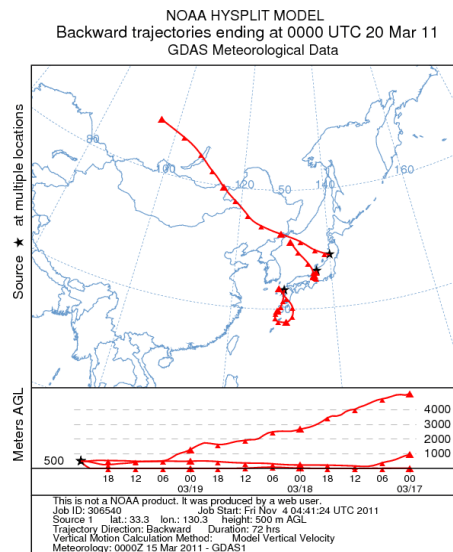 NOAA HYSPLIT MODEL
Backward trajectories ending at 0000 UTC 20 Mar 11
GDAS Meteorological Data
Source ★ at multiple locations
80
100
120
50
140
160
Meters AGL
500
4000
3000
2000
1000
18 12 06 00 18 12 06 00 18 12 06 00
03/19 03/18 03/17
This is not a NOAA product. It was produced by a web user.
Job ID: 306540 Job Start: Fri Nov 4 04:41:24 UTC 2011
Source 1 lat.: 33.3 lon.: 130.3 height: 500 m AGL
Trajectory Direction: Backward Duration: 72 hrs
Vertical Motion Calculation Method: Model Vertical Velocity
Meteorology: 0000Z 15 Mar 2011 - GDAS1